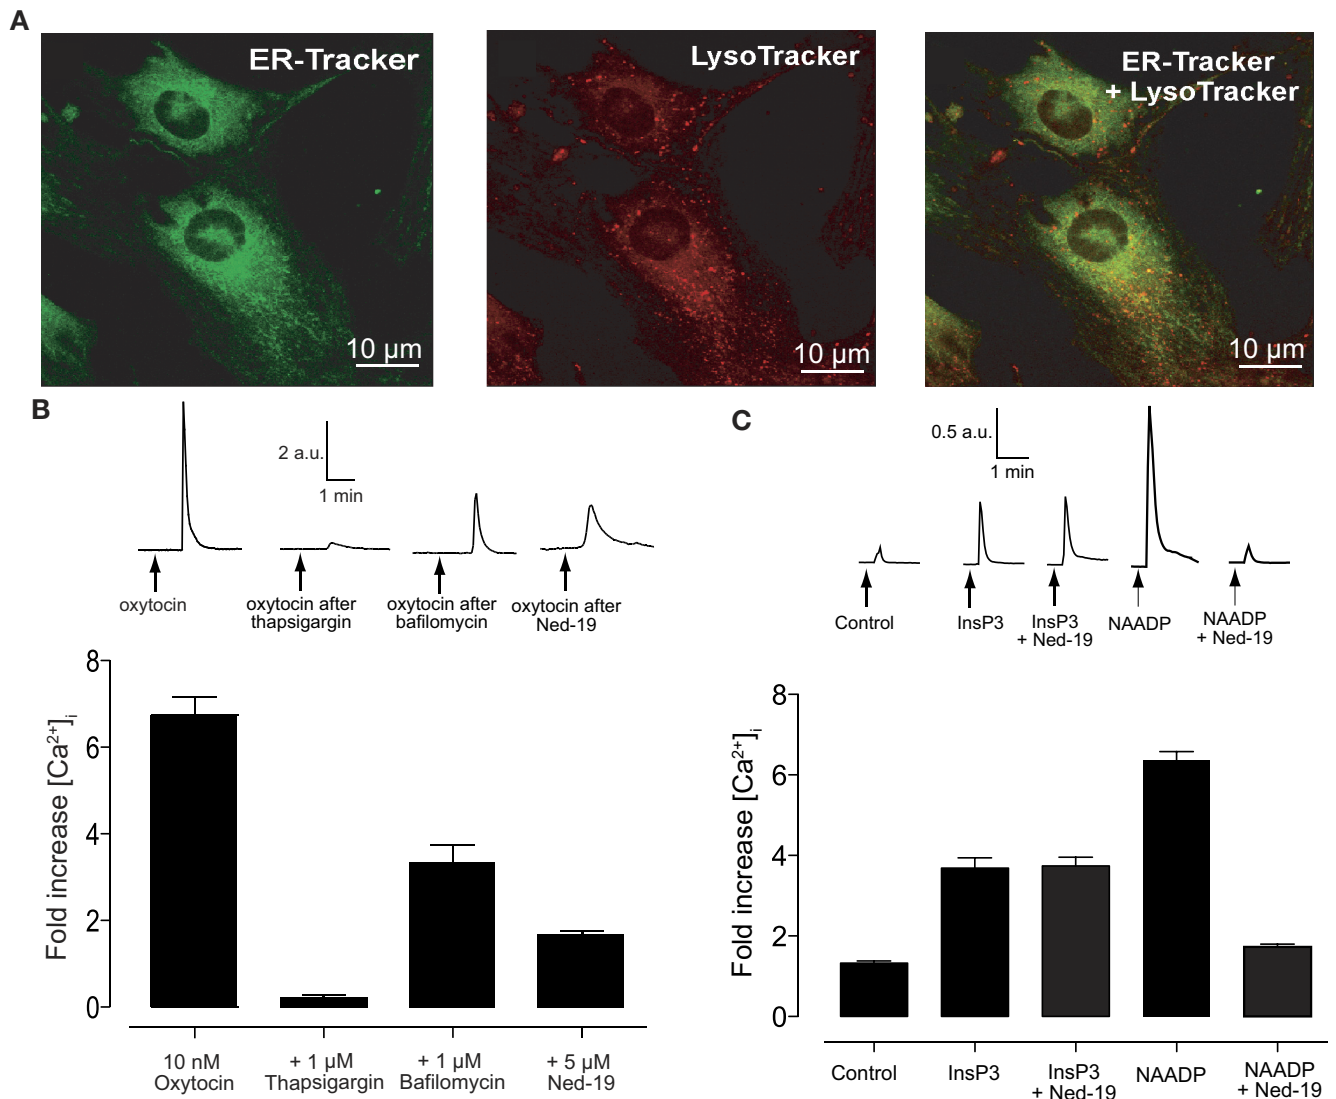 A
ER-Tracker
LysoTracker
ER-Tracker
+ LysoTracker
10 µm
10 µm
10 µm
B
2 a.u.
1 min
oxytocin
oxytocin after
thapsigargin
oxytocin after
bafilomycin
oxytocin after
Ned-19
8
6
4
2
0
Fold increase [Ca²⁺]ᵢ
10 nM
Oxytocin
+ 1 µM
Thapsigargin
+ 1 µM
Bafilomycin
+ 5 µM
Ned-19
C
0.5 a.u.
1 min
Control
InsP3
InsP3
+ Ned-19
NAADP
NAADP
+ Ned-19
8
6
4
2
0
Fold increase [Ca²⁺]ᵢ
Control
InsP3
InsP3
+ Ned-19
NAADP
NAADP
+ Ned-19